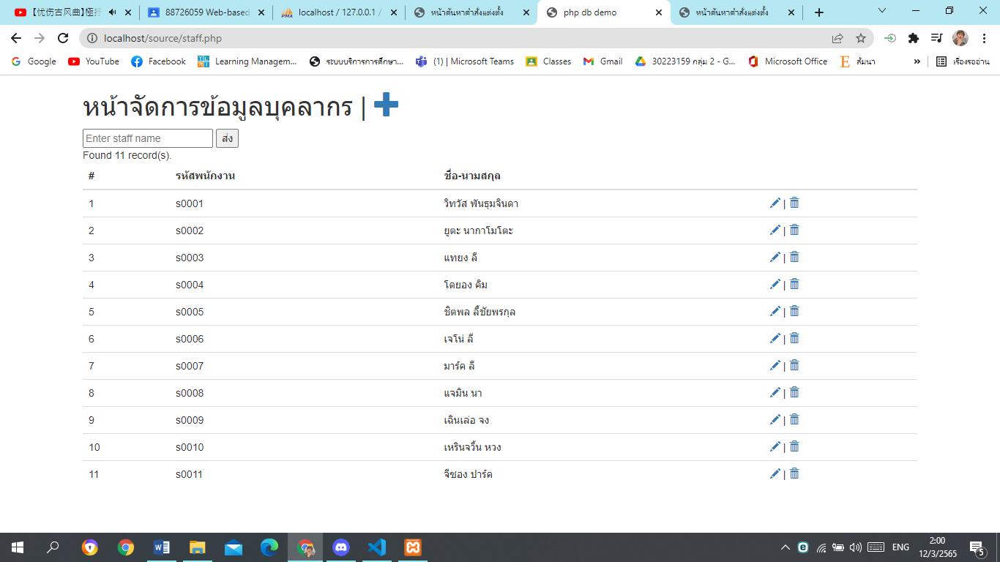 【优伤古风曲】極
88726059 Web-based
localhost / 127.0.0.1 /
หน้าค้นหาคำสั่งแต่งตั้ง
php db demo
หน้าค้นหาคำสั่งแต่งตั้ง
localhost/source/staff.php
Google
YouTube
Facebook
Learning Managem...
ระบบบริการการศึกษา...
(1) | Microsoft Teams
Classes
Gmail
30223159 กลุ่ม 2 - G...
Microsoft Office
สัมนา
»
เรื่องรออ่าน
หน้าจัดการข้อมูลบุคลากร |
Enter staff name ส่ง
Found 11 record(s).
# รหัสพนักงาน ชื่อ-นามสกุล
1 s0001 วิทวัส พันธุมจินดา |
2 s0002 ยูตะ นากาโมโตะ |
3 s0003 แทยง ลี |
4 s0004 โดยอง คิม |
5 s0005 ชิตพล ลี้ชัยพรกุล |
6 s0006 เจโน่ ลี |
7 s0007 มาร์ค ลี |
8 s0008 แจมิน นา |
9 s0009 เฉินเล่อ จง |
10 s0010 เหรินจวิ้น หวง |
11 s0011 จีซอง ปาร์ค |
ENG
2:00
12/3/2565
5